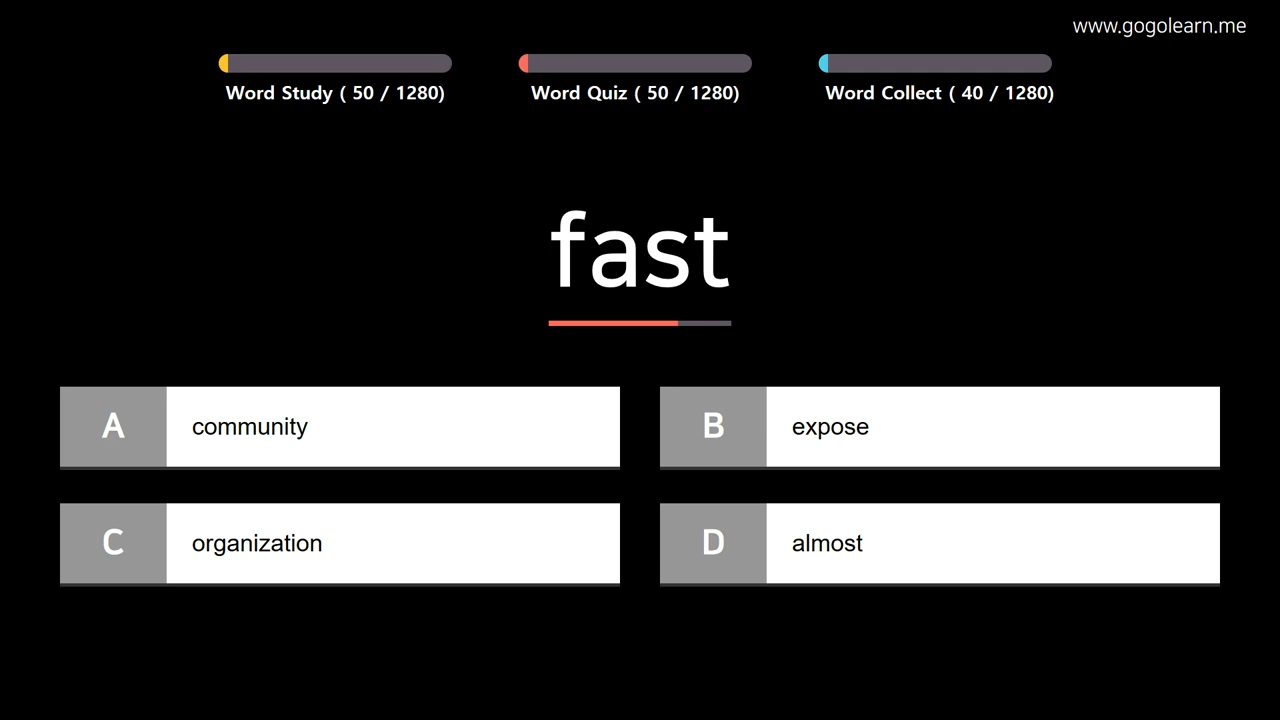 www.gogolearn.me
Word Study ( 50 / 1280)
Word Quiz ( 50 / 1280)
Word Collect ( 40 / 1280)
fast
A community
B expose
C organization
D almost